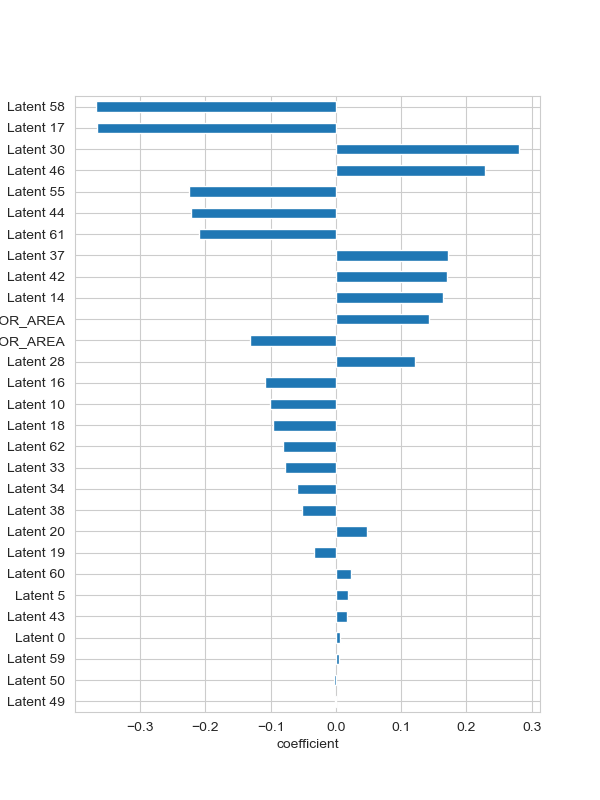 Latent 58
Latent 17
Latent 30
Latent 46
Latent 55
Latent 44
Latent 61
Latent 37
Latent 42
Latent 14
OR_AREA
OR_AREA
Latent 28
Latent 16
Latent 10
Latent 18
Latent 62
Latent 33
Latent 34
Latent 38
Latent 20
Latent 19
Latent 60
Latent 5
Latent 43
Latent 0
Latent 59
Latent 50
Latent 49
−0.3 −0.2 −0.1 0.0 0.1 0.2 0.3
coefficient